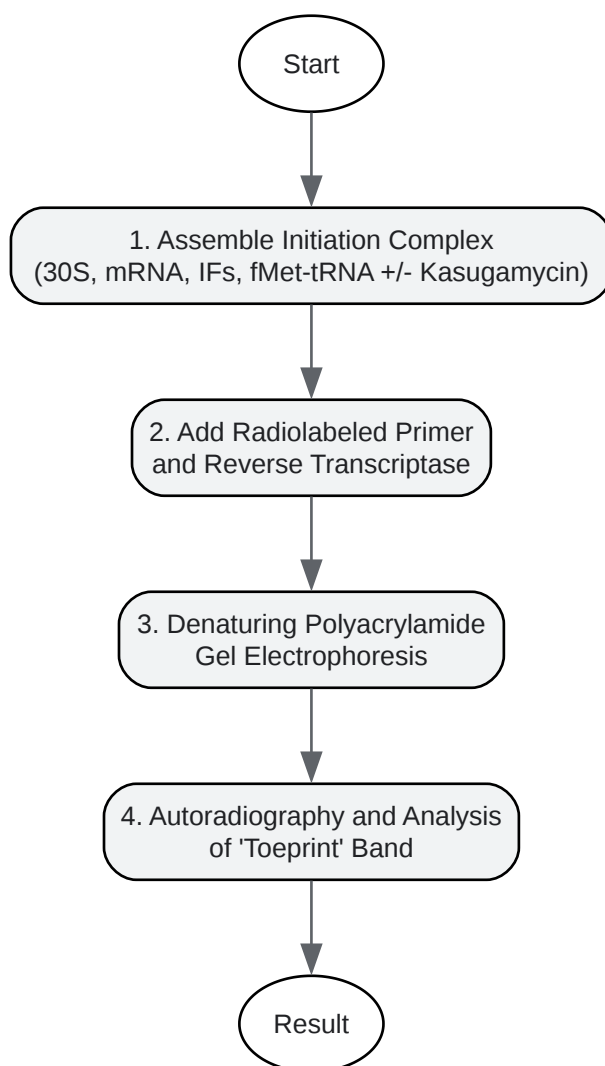 Start
1. Assemble Initiation Complex
(30S, mRNA, IFs, fMet-tRNA +/- Kasugamycin)
2. Add Radiolabeled Primer
and Reverse Transcriptase
3. Denaturing Polyacrylamide
Gel Electrophoresis
4. Autoradiography and Analysis
of 'Toeprint' Band
Result